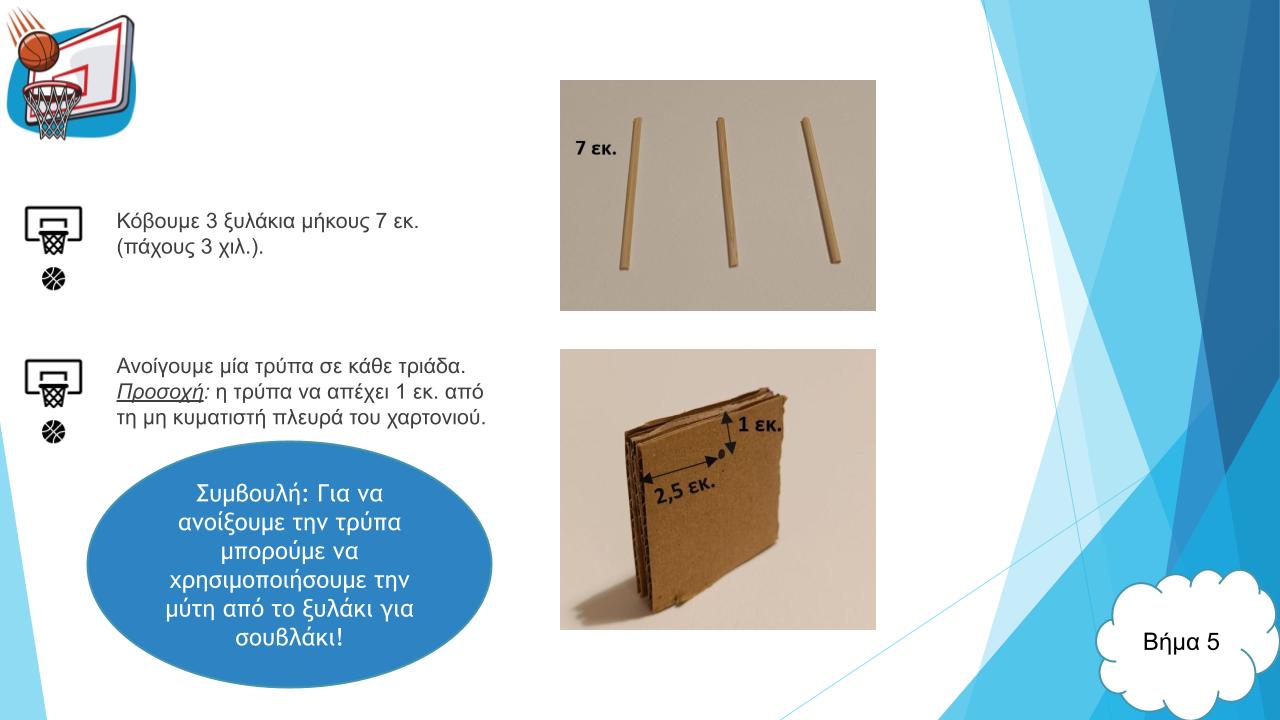 7 εκ.
Κόβουμε 3 ξυλάκια μήκους 7 εκ.
(πάχους 3 χιλ.).
Ανοίγουμε μία τρύπα σε κάθε τριάδα.
Προσοχή: η τρύπα να απέχει 1 εκ. από
τη μη κυματιστή πλευρά του χαρτονιού.
1 εκ.
2,5 εκ.
Συμβουλή: Για να
ανοίξουμε την τρύπα
μπορούμε να
χρησιμοποιήσουμε την
μύτη από το ξυλάκι για
σουβλάκι!
Βήμα 5